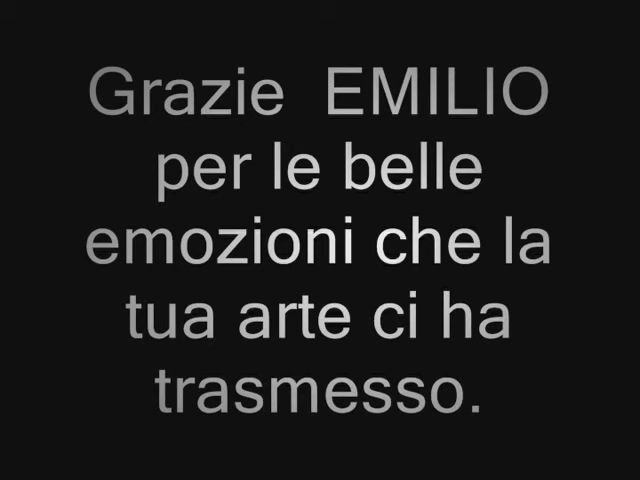 Grazie  EMILIO
per le belle
emozioni che la
tua arte ci ha
trasmesso.